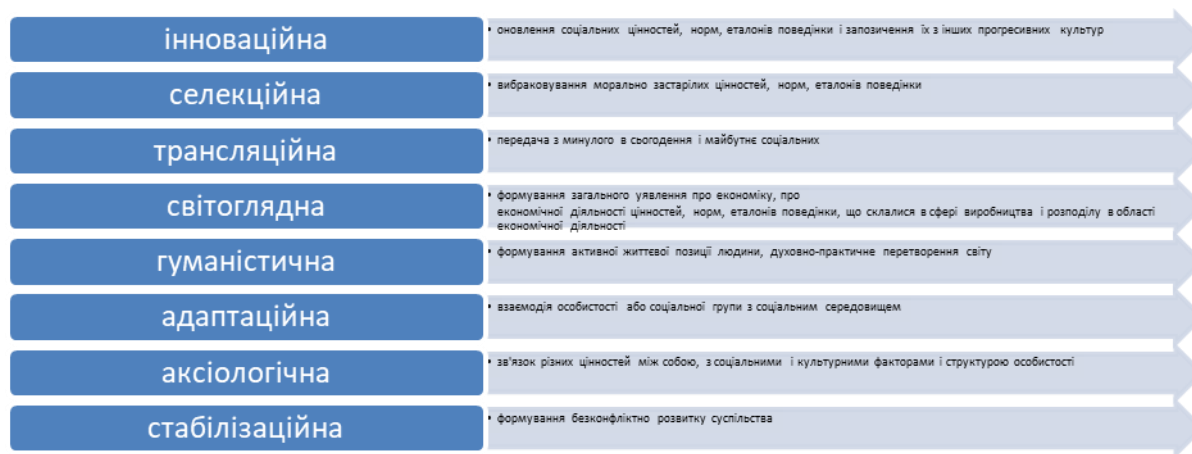 інноваційна
• оновлення соціальних цінностей, норм, еталонів поведінки і запозичення їх з інших прогресивних культур
селекційна
• вибраковування морально застарілих цінностей, норм, еталонів поведінки
трансляційна
• передача з минулого в сьогодення і майбутнє соціальних
світоглядна
• формування загального уявлення про економіку, про
економічної діяльності цінностей, норм, еталонів поведінки, що склалися в сфері виробництва і розподілу в області
економічної діяльності
гуманістична
• формування активної життєвої позиції людини, духовно-практичне перетворення світу
адаптаційна
• взаємодія особистості або соціальної групи з соціальним середовищем
аксіологічна
• зв'язок різних цінностей між собою, з соціальними і культурними факторами і структурою особистості
стабілізаційна
• формування безконфліктно розвитку суспільства